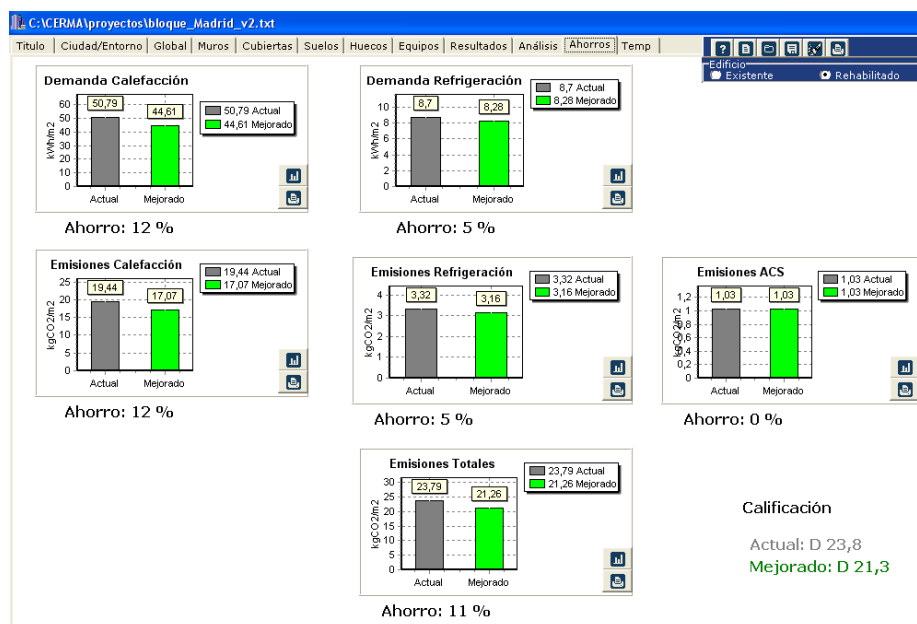 C:\CERMA\proyectos\bloque_Madrid_v2.txt
Titulo Ciudad/Entorno Global Muros Cubiertas Suelos Huecos Equipos Resultados Análisis Ahorros Temp
Edificio
Existente Rehabilitado
Demanda Calefacción
50,79 Actual
44,61 Mejorado
kWh/m2
60
50
40
30
20
10
0
50,79
44,61
Actual Mejorado
Ahorro: 12 %
Demanda Refrigeración
8,7 Actual
8,28 Mejorado
kWh/m2
10
8
6
4
2
0
8,7
8,28
Actual Mejorado
Ahorro: 5 %
Emisiones Calefacción
19,44 Actual
17,07 Mejorado
kgCO2/m2
25
20
15
10
5
0
19,44
17,07
Actual Mejorado
Ahorro: 12 %
Emisiones Refrigeración
3,32 Actual
3,16 Mejorado
kgCO2/m2
4
3
2
1
0
3,32
3,16
Actual Mejorado
Ahorro: 5 %
Emisiones ACS
1,03 Actual
1,03 Mejorado
kgCO2/m2
1,2
1
0,8
0,6
0,4
0,2
0
1,03
1,03
Actual Mejorado
Ahorro: 0 %
Emisiones Totales
23,79 Actual
21,26 Mejorado
kgCO2/m2
30
25
20
15
10
5
0
23,79
21,26
Actual Mejorado
Ahorro: 11 %
Calificación
Actual: D 23,8
Mejorado: D 21,3